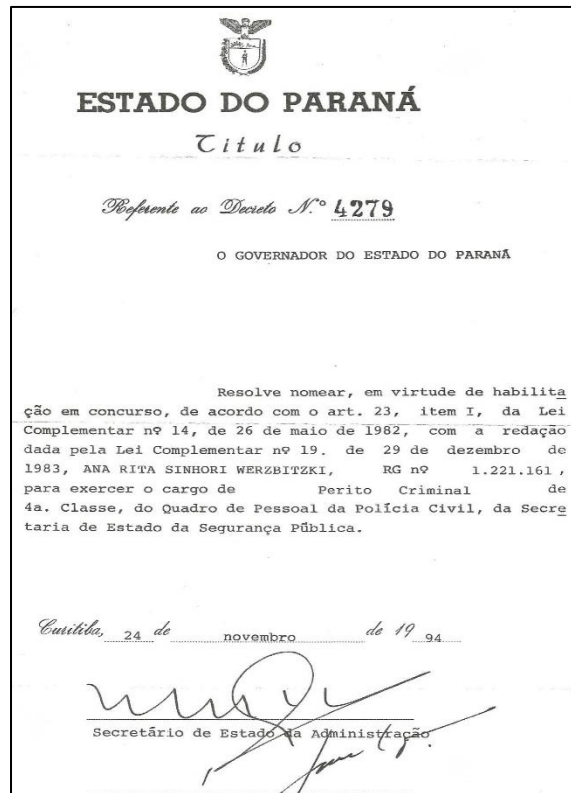 ESTADO DO PARANÁ
Título
Referente ao Decreto N.º 4279
O GOVERNADOR DO ESTADO DO PARANÁ
Resolve nomear, em virtude de habilita
ção em concurso, de acordo com o art. 23, item I, da Lei
Complementar nº 14, de 26 de maio de 1982, com a redação
dada pela Lei Complementar nº 19. de 29 de dezembro de
1983, ANA RITA SINHORI WERZBITZKI, RG nº 1.221.161,
para exercer o cargo de Perito Criminal de
4a. Classe, do Quadro de Pessoal da Polícia Civil, da Secre
taria de Estado da Segurança Pública.
Curitiba, 24 de novembro de 19 94
Secretário de Estado da Administração